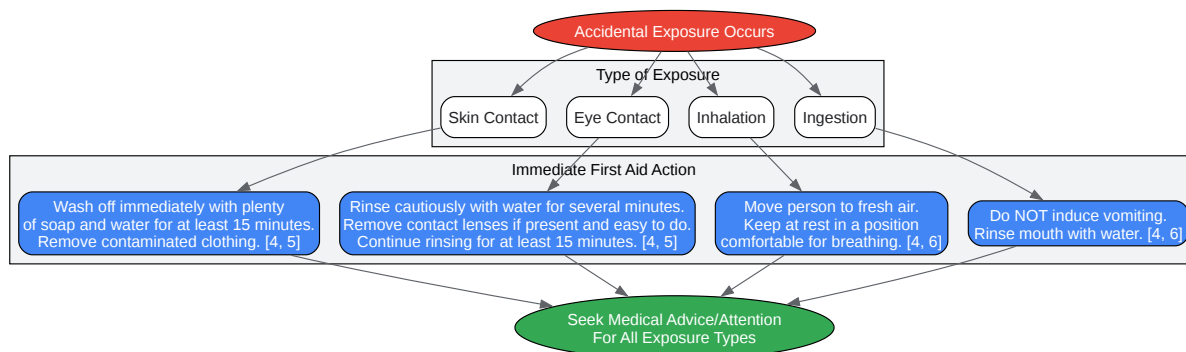 Accidental Exposure Occurs
Type of Exposure
Skin Contact
Eye Contact
Inhalation
Ingestion
Immediate First Aid Action
Wash off immediately with plenty
of soap and water for at least 15 minutes.
Remove contaminated clothing. [4, 5]
Rinse cautiously with water for several minutes.
Remove contact lenses if present and easy to do.
Continue rinsing for at least 15 minutes. [4, 5]
Move person to fresh air.
Keep at rest in a position
comfortable for breathing. [4, 6]
Do NOT induce vomiting.
Rinse mouth with water. [4, 6]
Seek Medical Advice/Attention
For All Exposure Types